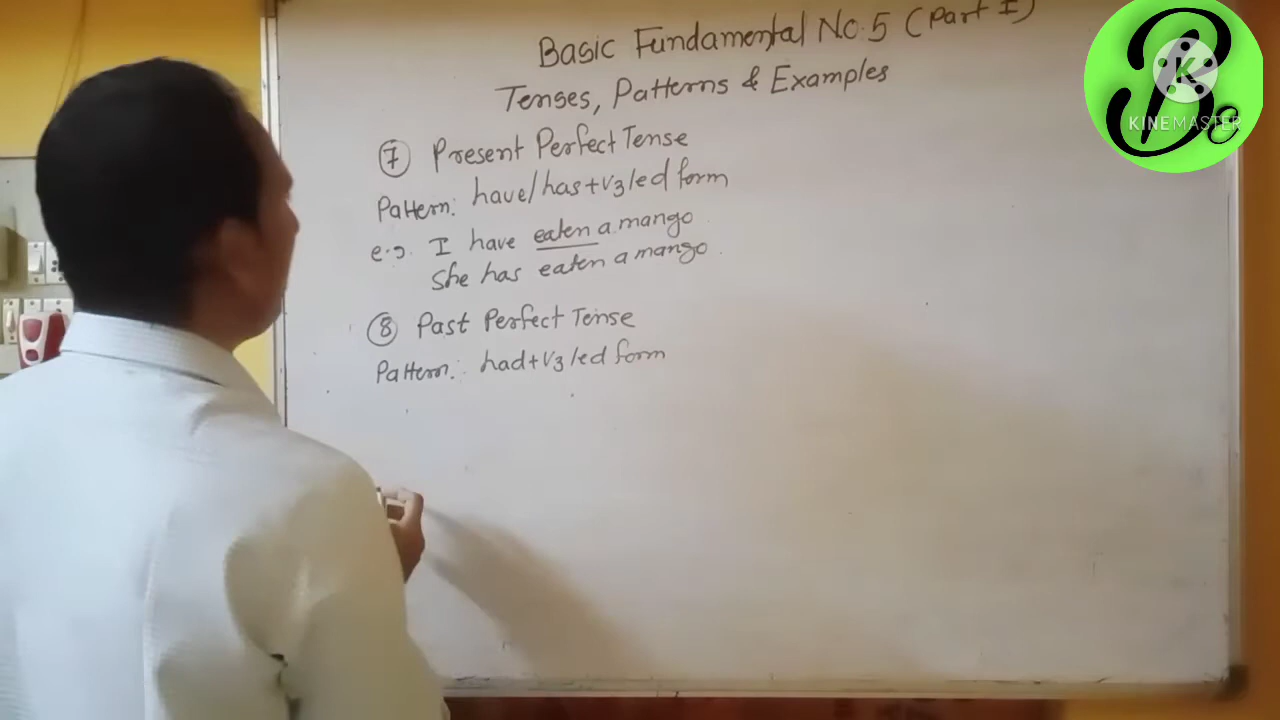 Basic Fundamental No. 5 (Part I)
Tenses, Patterns & Examples
7 Present Perfect Tense
Pattern: have/has+V3/ed form
e.g. I have eaten a mango.
She has eaten a mango.
8 Past Perfect Tense
Pattern: had+V3/ed form
K
KINEMASTER